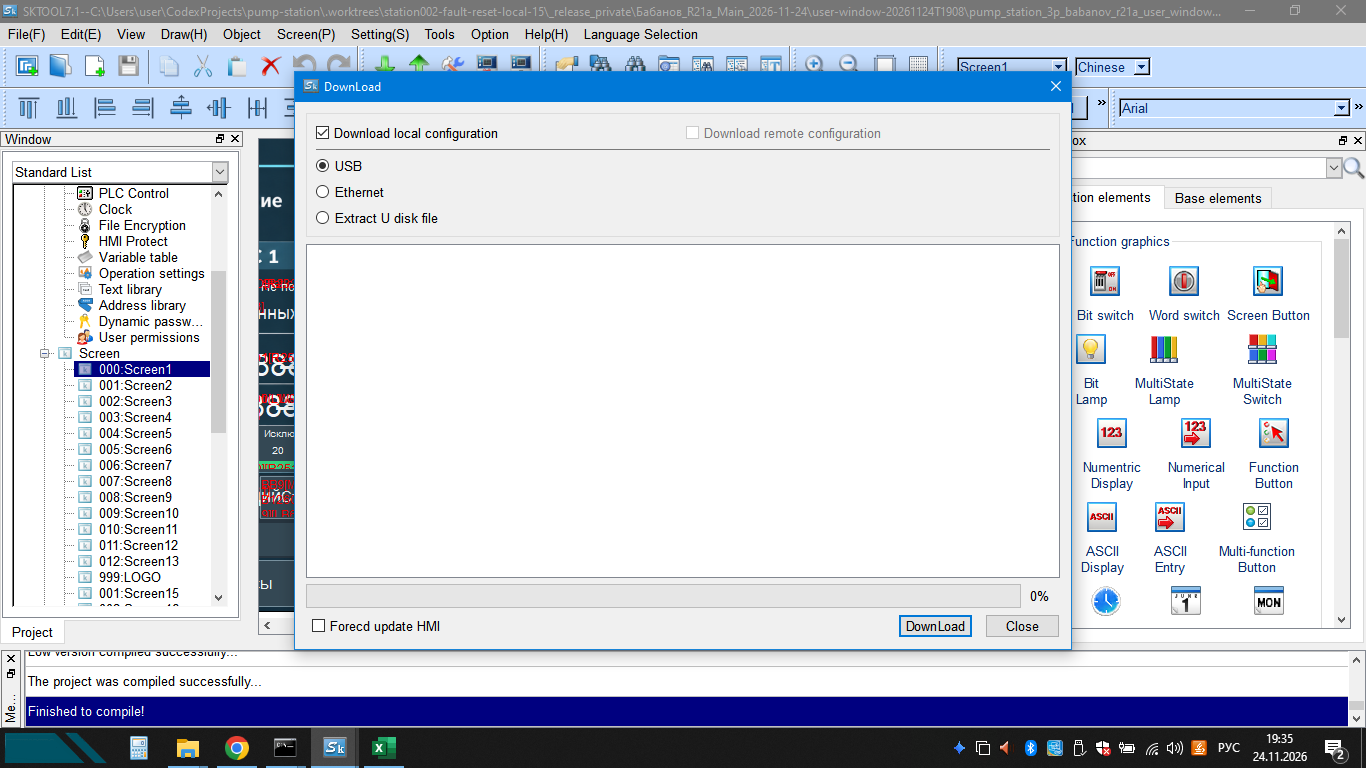 SKTOOL7.1--C:\Users\user\CodexProjects\pump-station\.worktrees\station002-fault-reset-local-15\_release_private\Бабанов_R21a_Main_2026-11-24\user-window-20261124T1908\pump_station_3p_babanov_r21a_user_window...
File(F) Edit(E) View Draw(H) Object Screen(P) Setting(S) Tools Option Help(H) Language Selection
Screen1 Chinese
Arial
DownLoad
Download local configuration Download remote configuration
USB
Ethernet
Extract U disk file
0%
Forecd update HMI
DownLoad Close
Window
Standard List
PLC Control
Clock
File Encryption
HMI Protect
Variable table
Operation settings
Text library
Address library
Dynamic passw...
User permissions
Screen
000:Screen1
001:Screen2
002:Screen3
003:Screen4
004:Screen5
005:Screen6
006:Screen7
007:Screen8
008:Screen9
009:Screen10
010:Screen11
011:Screen12
012:Screen13
999:LOGO
001:Screen15
Project
ие
1
Исклю
20
ox
tion elements Base elements
Function graphics
Bit switch Word switch Screen Button
Bit Lamp
MultiState Lamp
MultiState Switch
Numentric Display
Numerical Input
Function Button
ASCII Display
ASCII Entry
Multi-function Button
Low version compiled successfully...
The project was compiled successfully...
Finished to compile!
Me...
РУС
19:35
24.11.2026
2